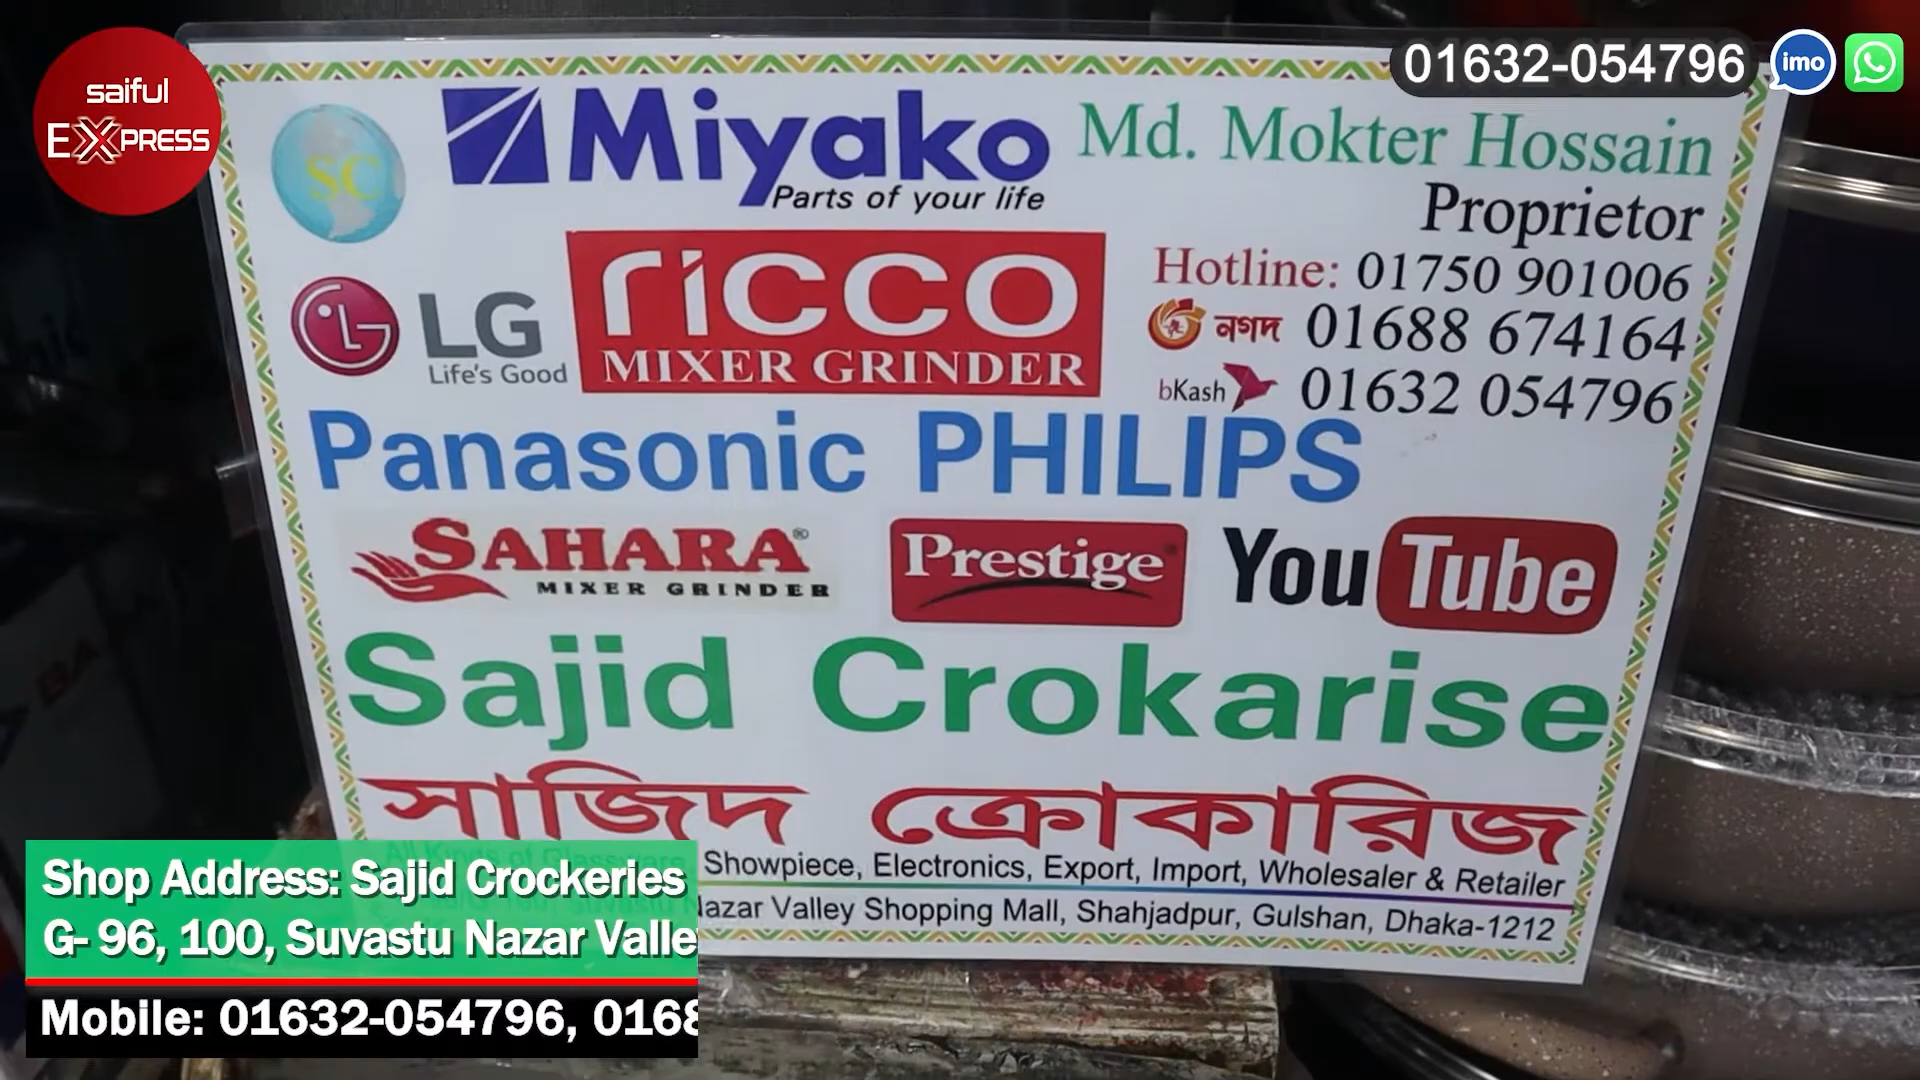 saiful
EXPRESS
01632-054796 imo
SC
Miyako
Parts of your life
Md. Mokter Hossain
Proprietor
Hotline: 01750 901006
নগদ 01688 674164
bKash 01632 054796
LG
Life's Good
ricco
MIXER GRINDER
Panasonic PHILIPS
SAHARA®
MIXER GRINDER
Prestige
YouTube
Sajid Crokarise
সাজিদ ক্রোকারিজ
Showpiece, Electronics, Export, Import, Wholesaler & Retailer
Nazar Valley Shopping Mall, Shahjadpur, Gulshan, Dhaka-1212
Shop Address: Sajid Crockeries
G- 96, 100, Suvastu Nazar Valle
Mobile: 01632-054796, 0168